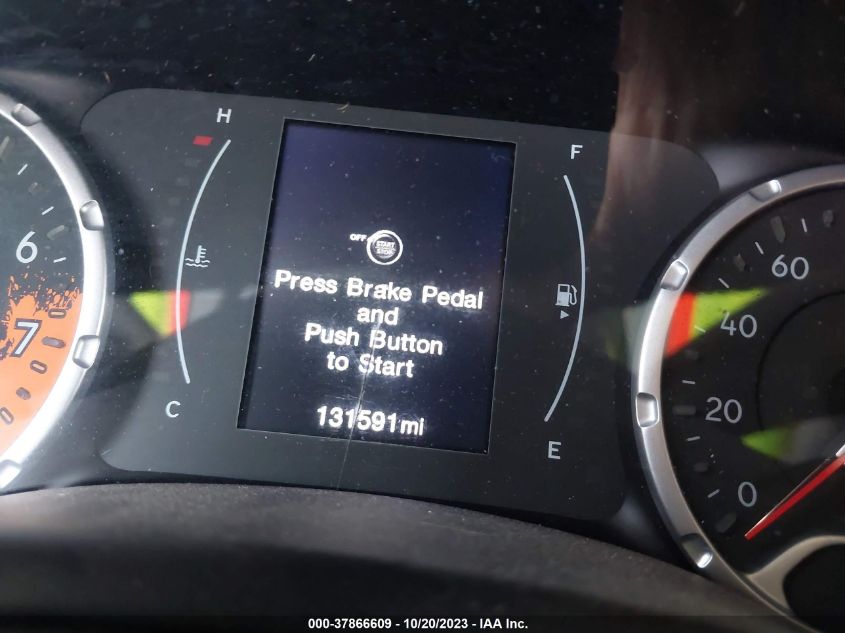 H
F
6
7
OFF
START
STOP
Press Brake Pedal
and
Push Button
to Start
131591mi
C
E
60
40
20
0
000-37866609 - 10/20/2023 - IAA Inc.